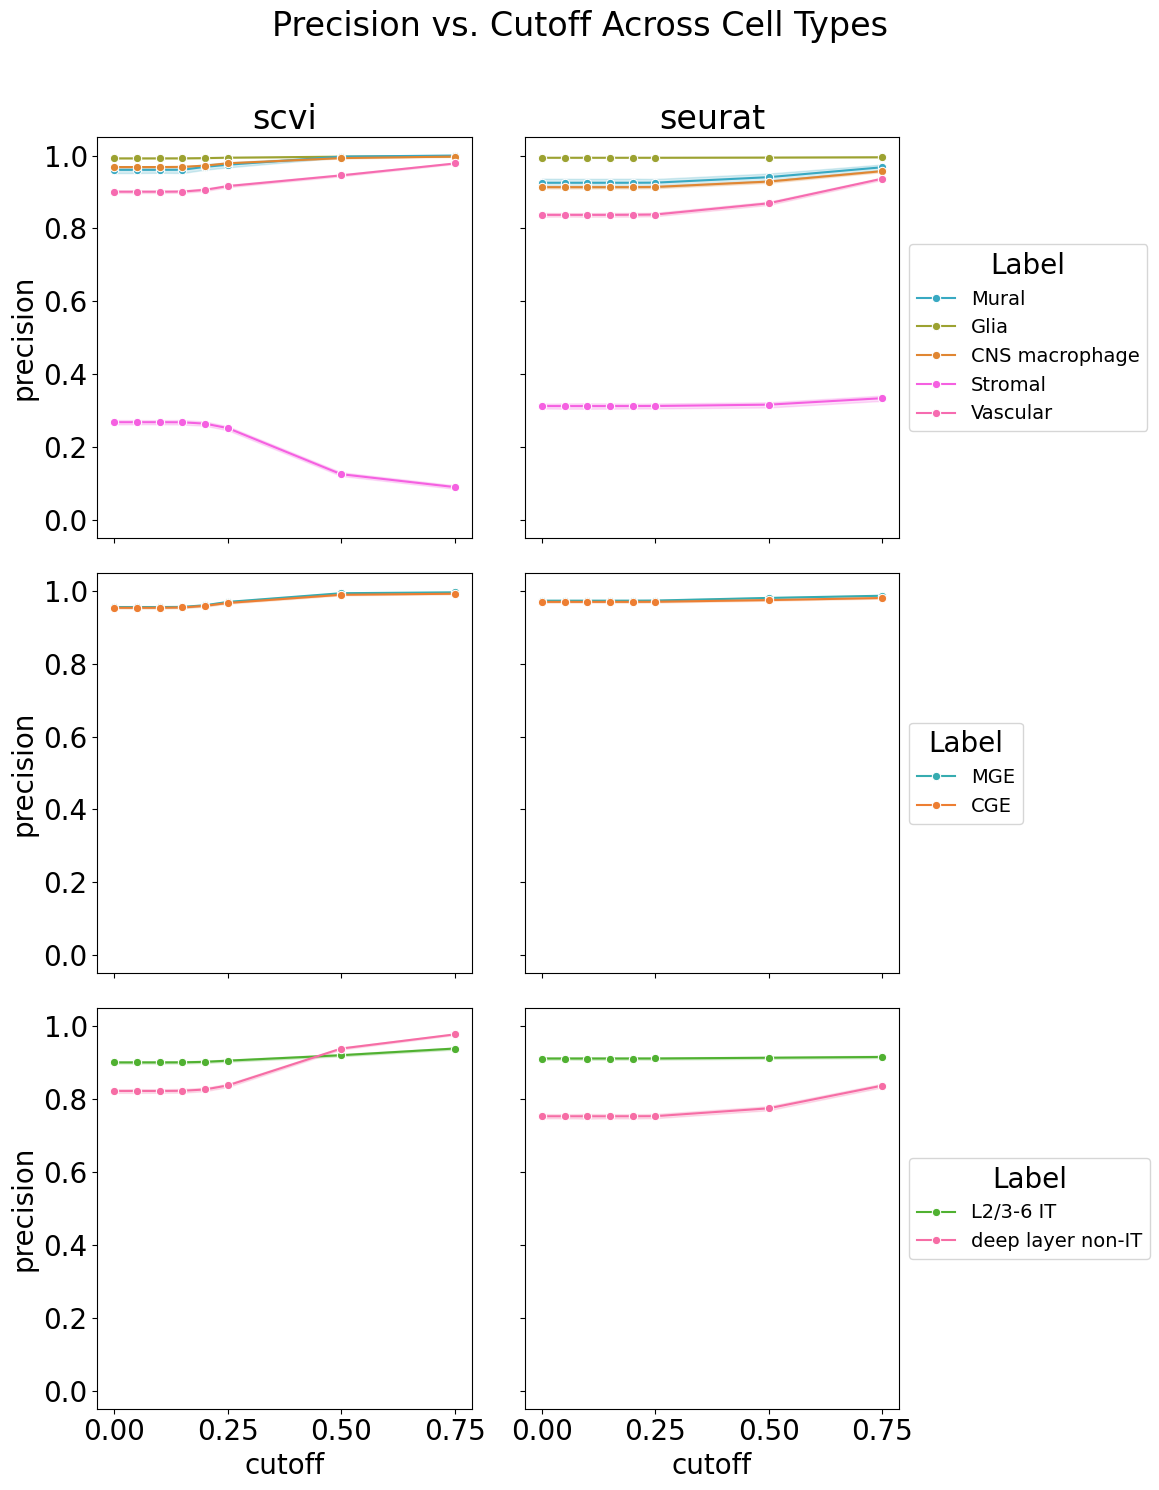 Precision vs. Cutoff Across Cell Types
scvi
seurat
1.0
0.8
0.6
0.4
0.2
0.0
precision
Label
Mural
Glia
CNS macrophage
Stromal
Vascular
1.0
0.8
0.6
0.4
0.2
0.0
precision
Label
MGE
CGE
1.0
0.8
0.6
0.4
0.2
0.0
precision
Label
L2/3-6 IT
deep layer non-IT
0.00 0.25 0.50 0.75
cutoff
0.00 0.25 0.50 0.75
cutoff